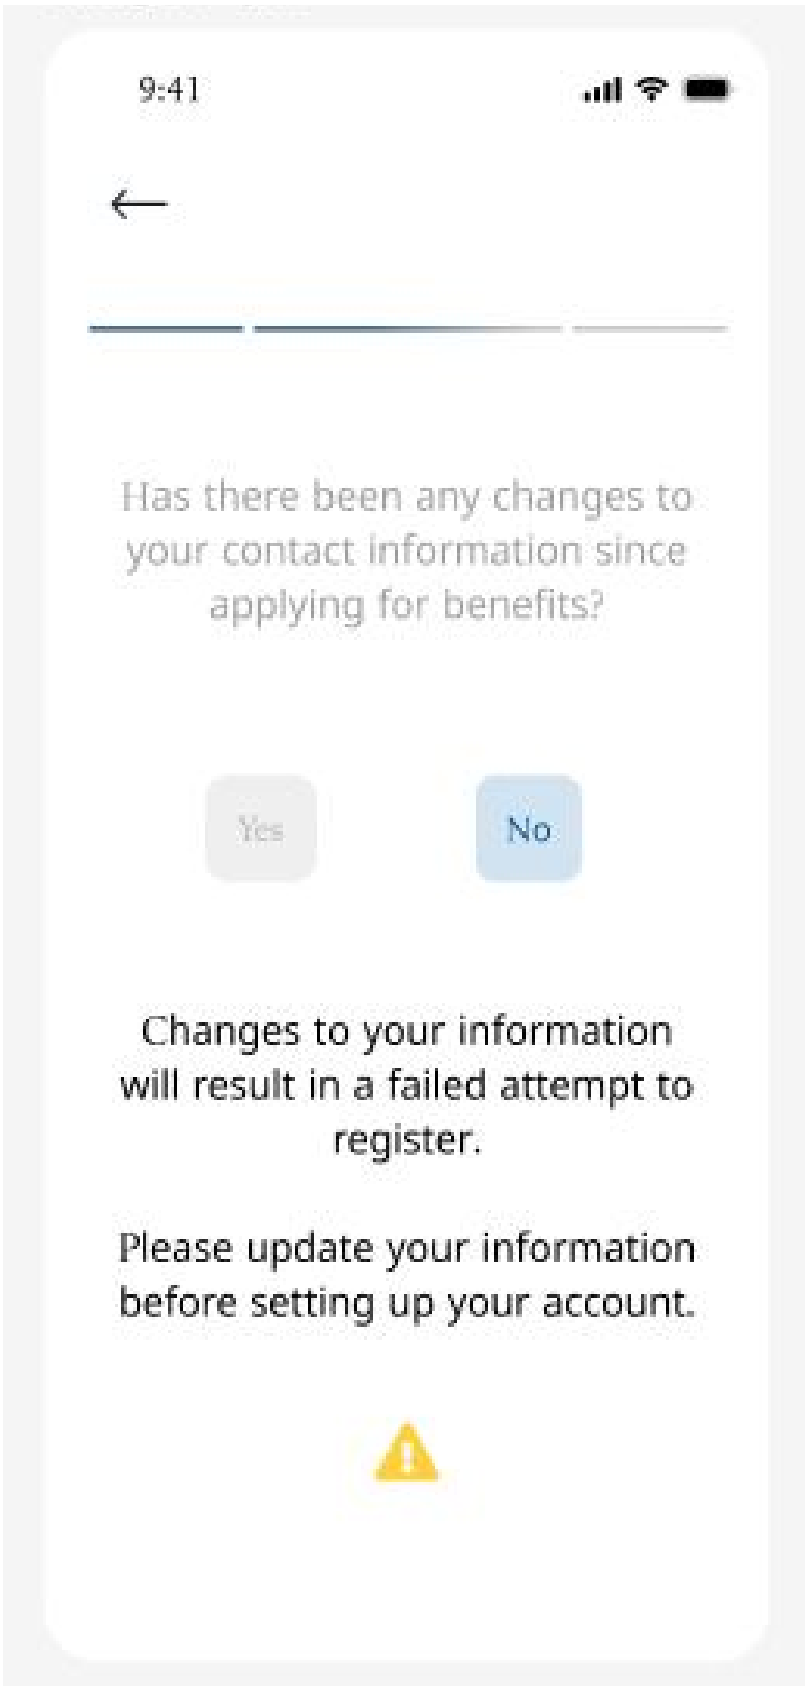 9:41
Has there been any changes to
your contact information since
applying for benefits?
Yes
No
Changes to your information
will result in a failed attempt to
register.
Please update your information
before setting up your account.